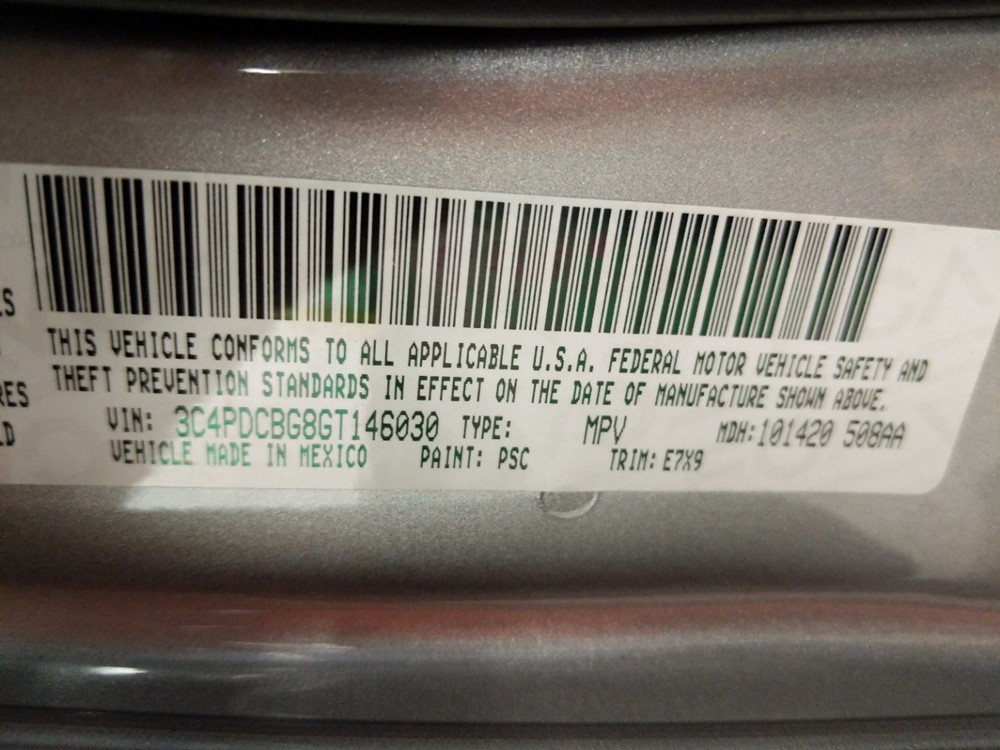 THIS VEHICLE CONFORMS TO ALL APPLICABLE U.S.A. FEDERAL MOTOR VEHICLE SAFETY AND
THEFT PREVENTION STANDARDS IN EFFECT ON THE DATE OF MANUFACTURE SHOWN ABOVE.
VIN: 3C4PDCBG8GT146030 TYPE: MPV MDH:101420 508AA
VEHICLE MADE IN MEXICO PAINT: PSC TRIM: E7X9